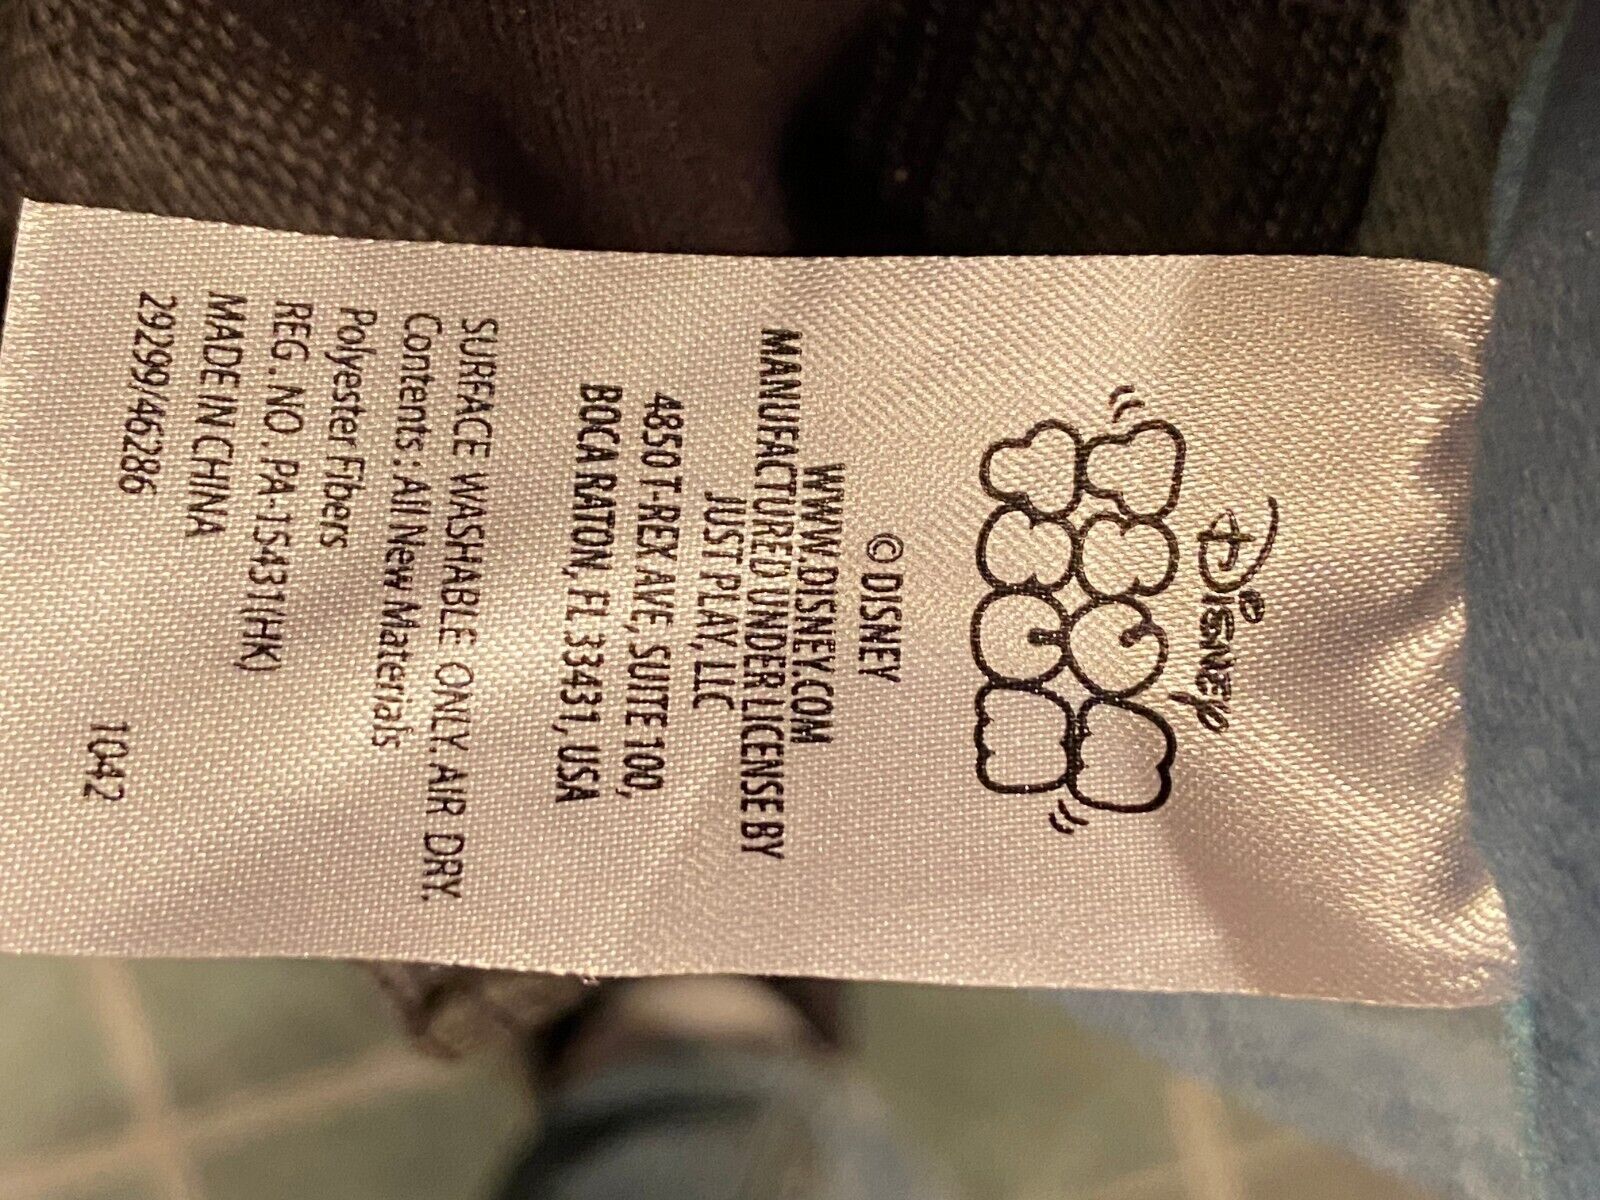 Disney
© DISNEY
WWW.DISNEY.COM
MANUFACTURED UNDER LICENSE BY
JUST PLAY, LLC
4850 T-REX AVE, SUITE 100,
BOCA RATON, FL 33431, USA
SURFACE WASHABLE ONLY. AIR DRY.
Contents: All New Materials
Polyester Fibers
REG. NO. PA-15431(HK)
MADE IN CHINA
29299/46286
1042